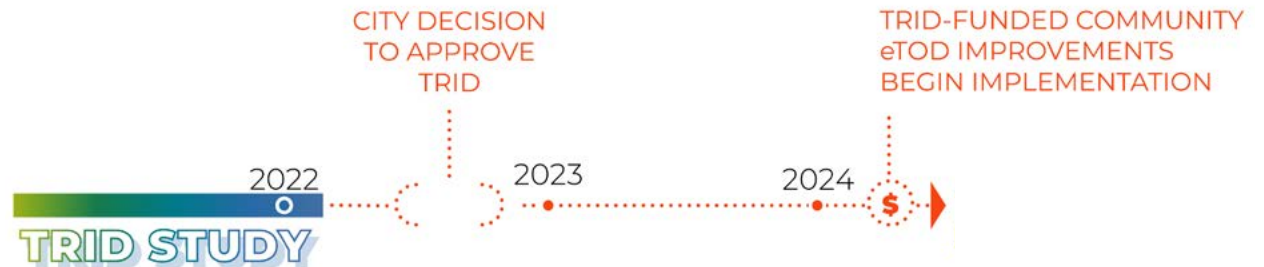 CITY DECISION
TO APPROVE
TRID
TRID-FUNDED COMMUNITY
eTOD IMPROVEMENTS
BEGIN IMPLEMENTATION
2022
2023
2024
$
TRID STUDY